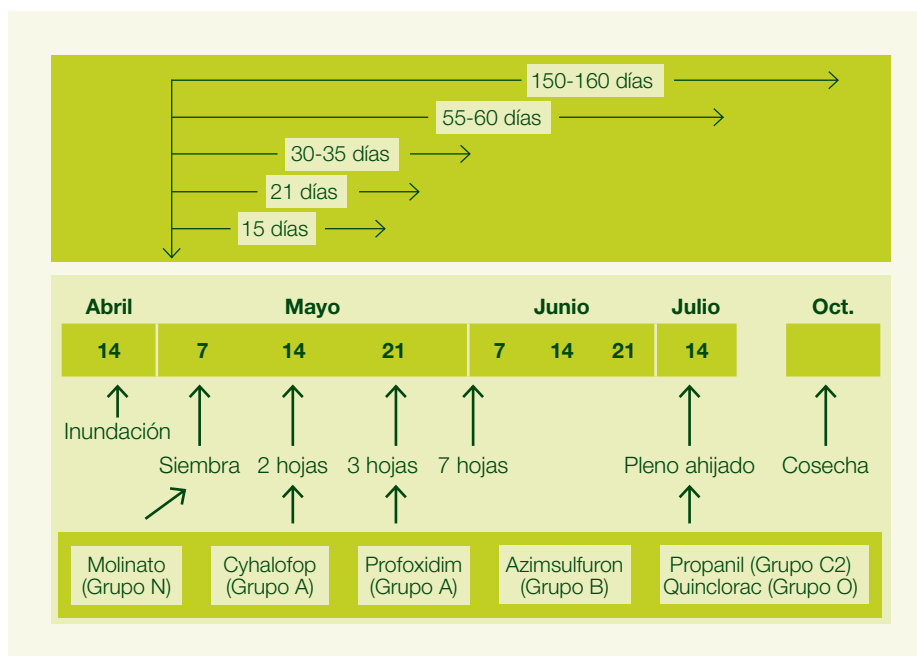 150-160 días
55-60 días
30-35 días
21 días
15 días
Abril Mayo Junio Julio Oct.
14 7 14 21 7 14 21 14
Inundación
Siembra 2 hojas 3 hojas 7 hojas Pleno ahijado Cosecha
Molinato Cyhalofop Profoxidim Azimsulfuron Propanil (Grupo C2)
(Grupo N) (Grupo A) (Grupo A) (Grupo B) Quinclorac (Grupo O)